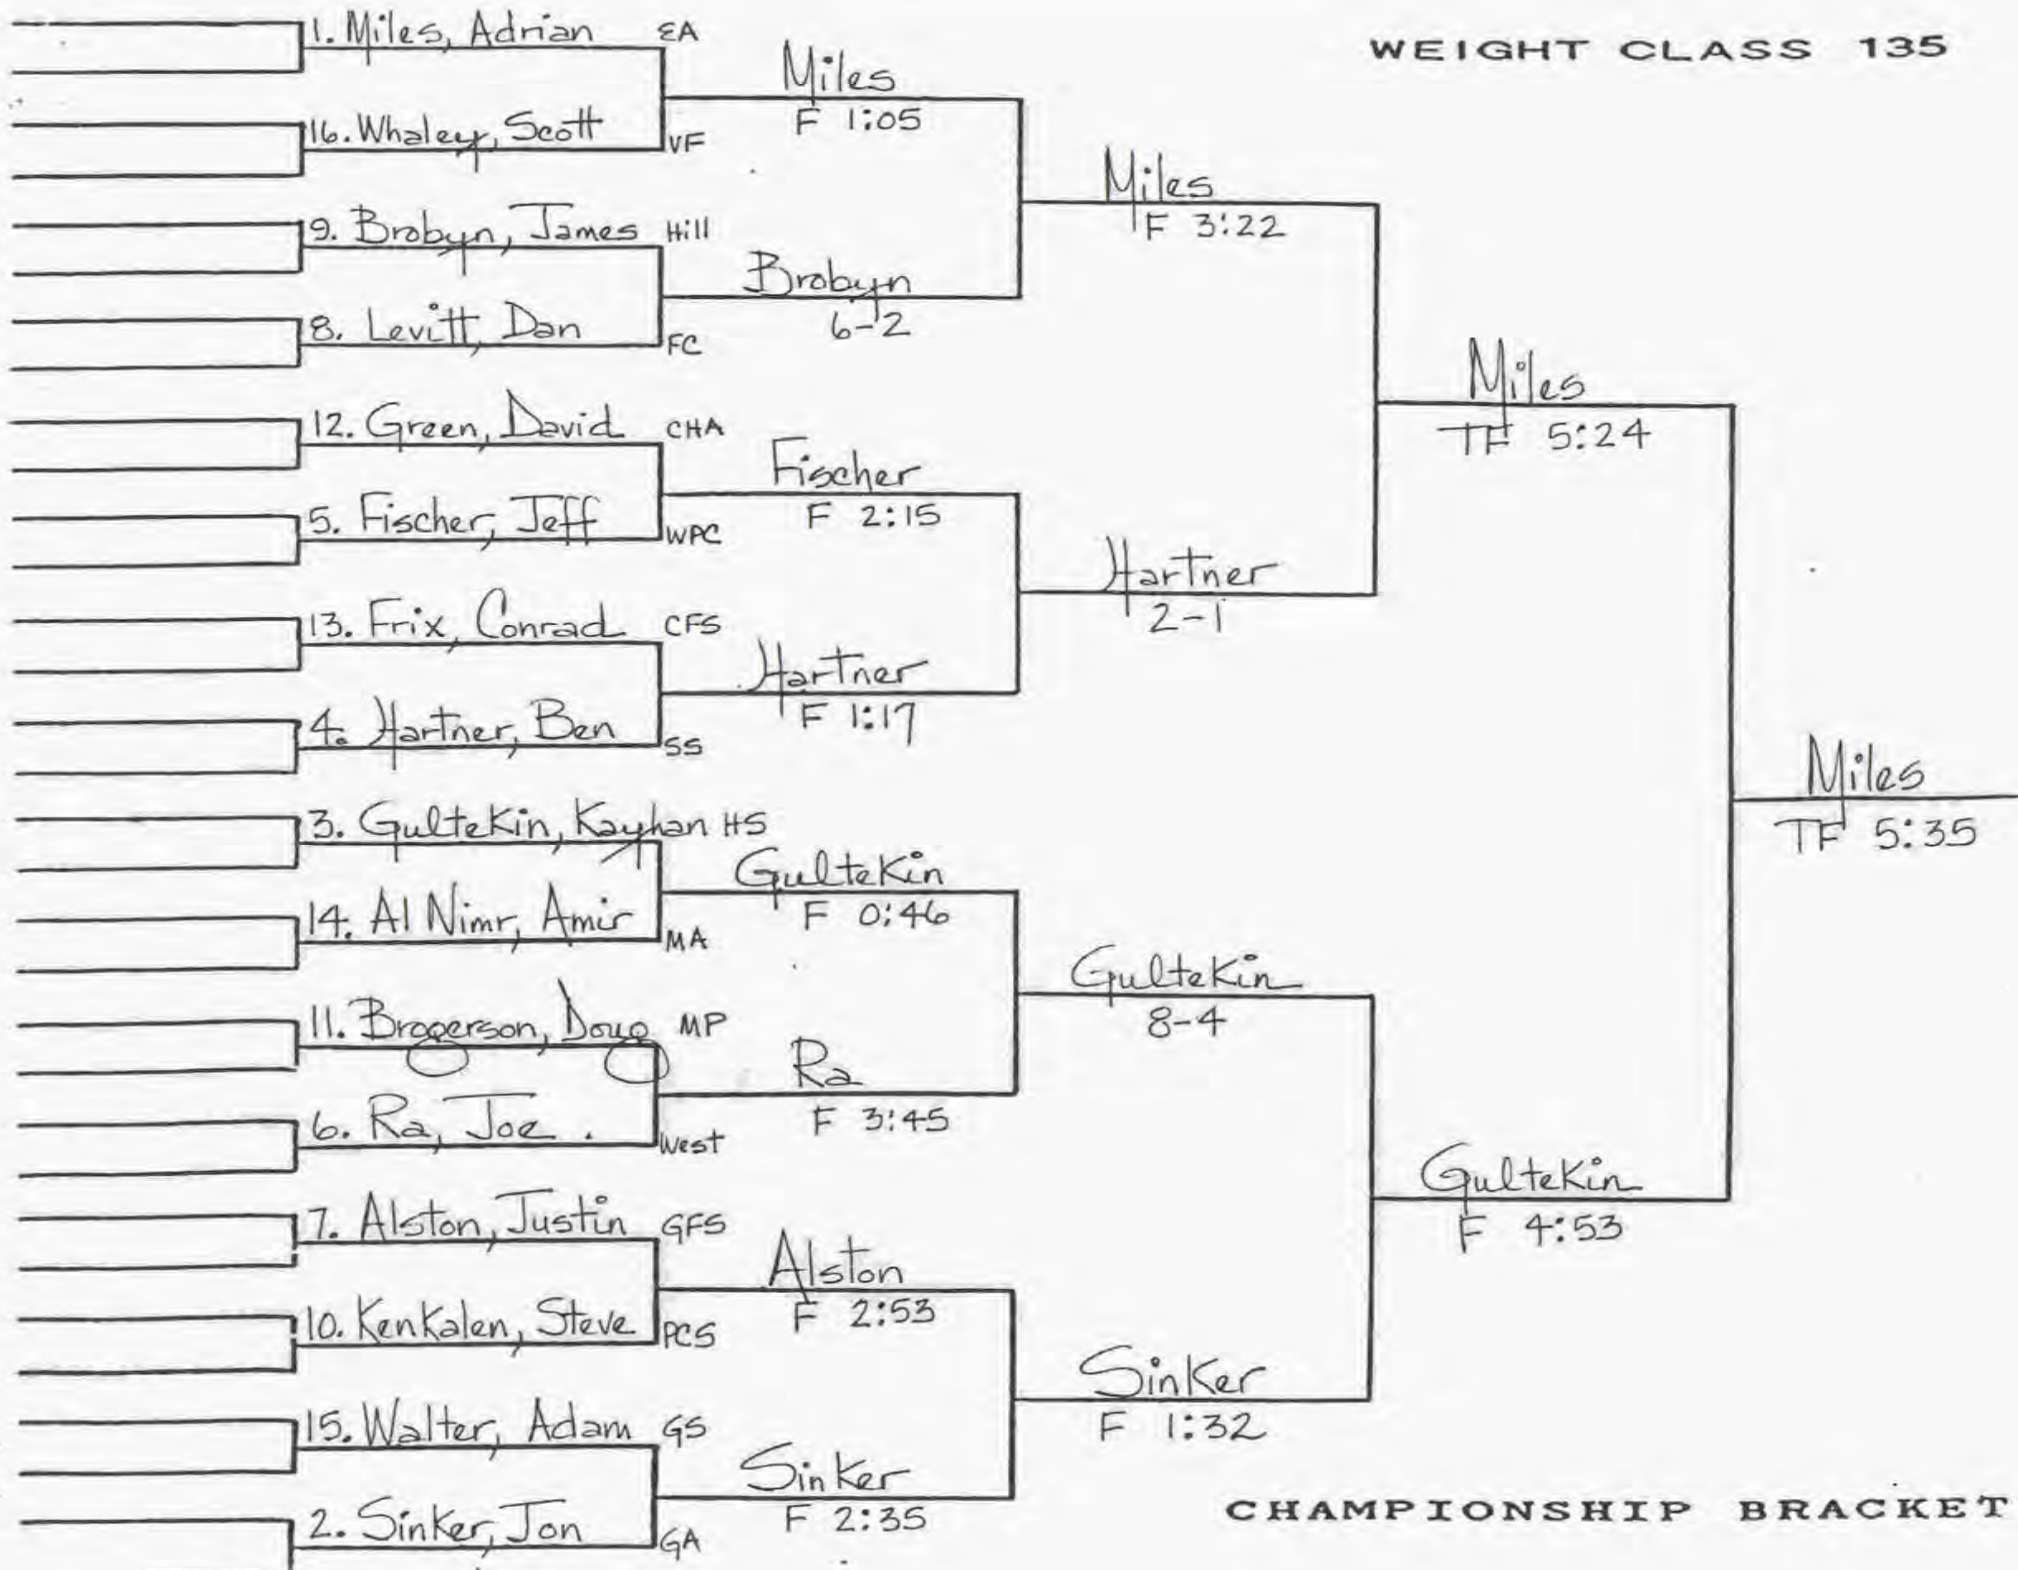 WEIGHT CLASS 135
1. Miles, Adrian EA
16. Whaley, Scott VF
9. Brobyn, James Hill
8. Levitt, Dan FC
12. Green, David CHA
5. Fischer, Jeff WPC
13. Frix, Conrad CFS
4. Hartner, Ben SS
3. Gultekin, Kayhan HS
14. Al Nimr, Amir MA
11. Brogerson, Doug MP
6. Ra, Joe. West
7. Alston, Justin GFS
10. Kenkalen, Steve PCS
15. Walter, Adam GS
2. Sinker, Jon GA
Miles
F 1:05
Brobyn
6-2
Fischer
F 2:15
Hartner
F 1:17
Gultekin
F 0:46
Ra
F 3:45
Alston
F 2:53
Sinker
F 2:35
Miles
F 3:22
Hartner
2-1
Gultekin
8-4
Sinker
F 1:32
Miles
TF 5:24
Gultekin
F 4:53
Miles
TF 5:35
CHAMPIONSHIP BRACKET